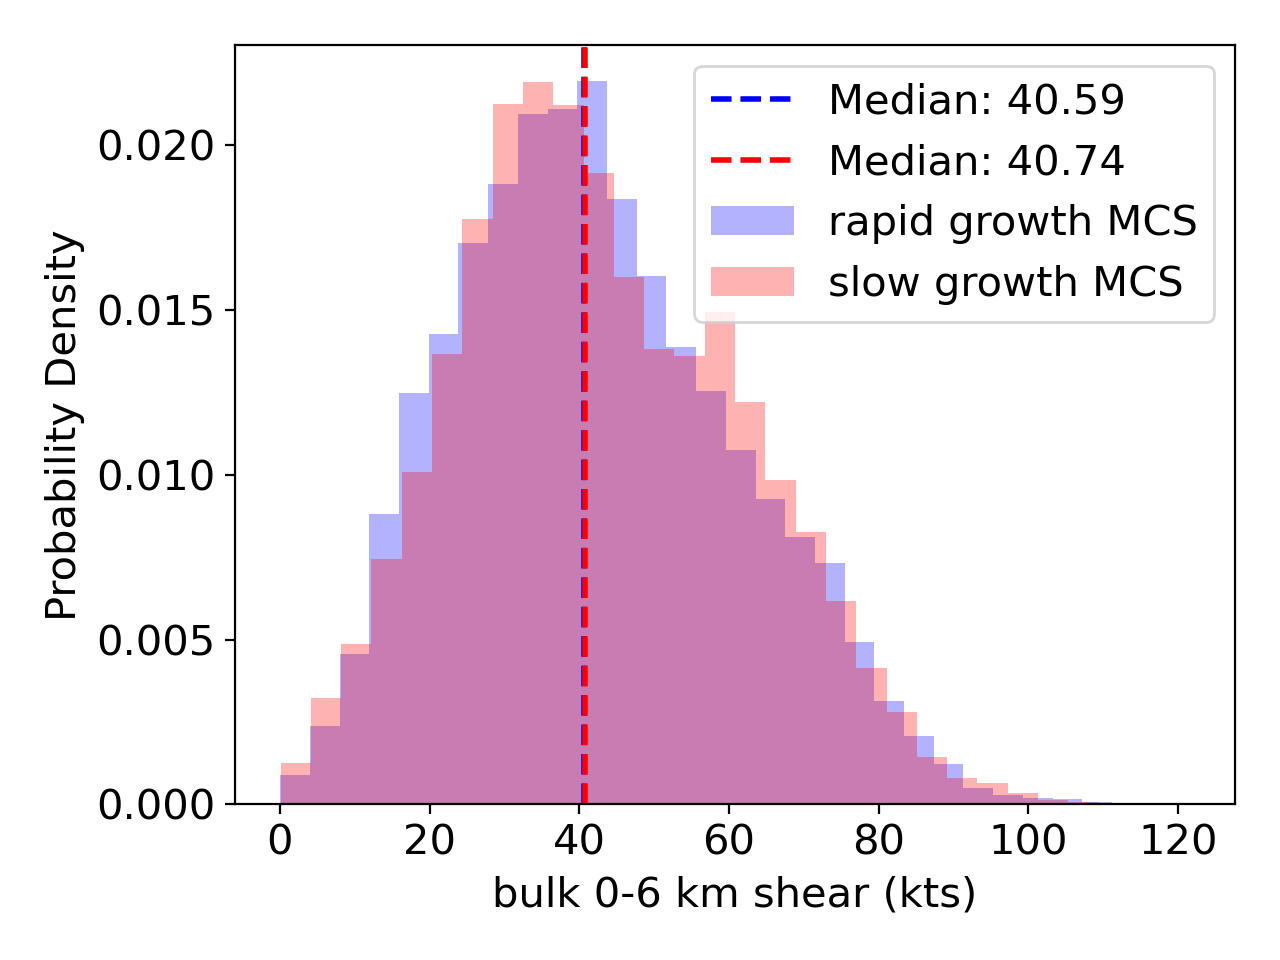 Median: 40.59
Median: 40.74
rapid growth MCS
slow growth MCS
Probability Density
0.020
0.015
0.010
0.005
0.000
0 20 40 60 80 100 120
bulk 0-6 km shear (kts)